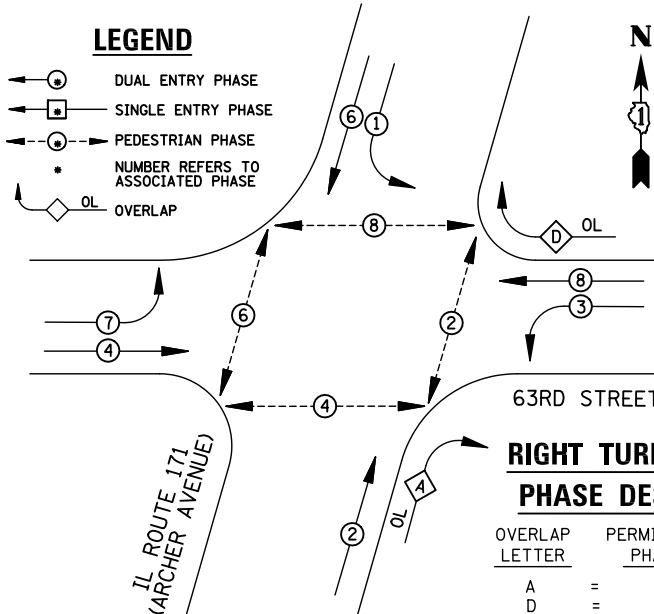 LEGEND
* DUAL ENTRY PHASE
* SINGLE ENTRY PHASE
* PEDESTRIAN PHASE
* NUMBER REFERS TO
ASSOCIATED PHASE
OL OVERLAP
N
1
6
1
8
D OL
8
3
7
4
6
2
4
63RD STREET
IL ROUTE 171
(ARCHER AVENUE)
2
OL A
RIGHT
PHASE
OVERLAP
LETTER
A =
D =